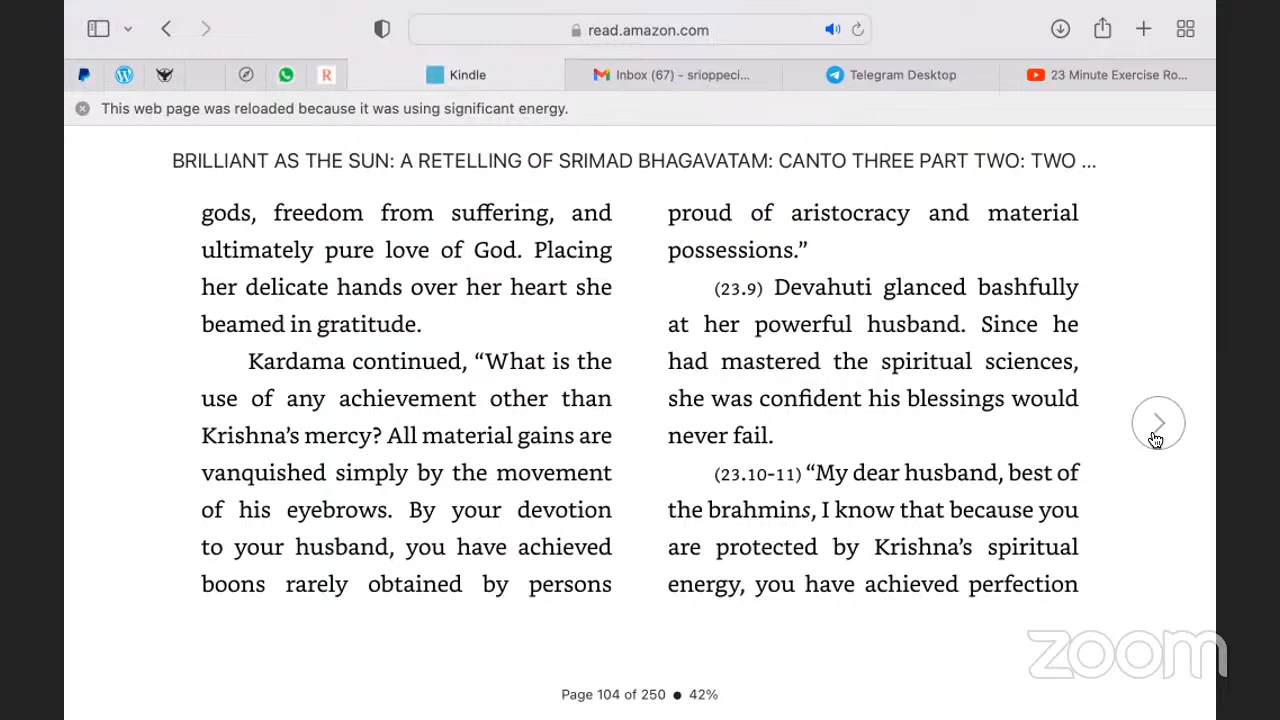 read.amazon.com
R
Kindle
Inbox (67) - srioppeci...
Telegram Desktop
23 Minute Exercise Ro...
This web page was reloaded because it was using significant energy.
BRILLIANT AS THE SUN: A RETELLING OF SRIMAD BHAGAVATAM: CANTO THREE PART TWO: TWO ...
gods, freedom from suffering, and
ultimately pure love of God. Placing
her delicate hands over her heart she
beamed in gratitude.
Kardama continued, “What is the
use of any achievement other than
Krishna’s mercy? All material gains are
vanquished simply by the movement
of his eyebrows. By your devotion
to your husband, you have achieved
boons rarely obtained by persons
proud of aristocracy and material
possessions.”
(23.9) Devahuti glanced bashfully
at her powerful husband. Since he
had mastered the spiritual sciences,
she was confident his blessings would
never fail.
(23.10-11) “My dear husband, best of
the brahmins, I know that because you
are protected by Krishna’s spiritual
energy, you have achieved perfection
zoom
Page 104 of 250 ● 42%